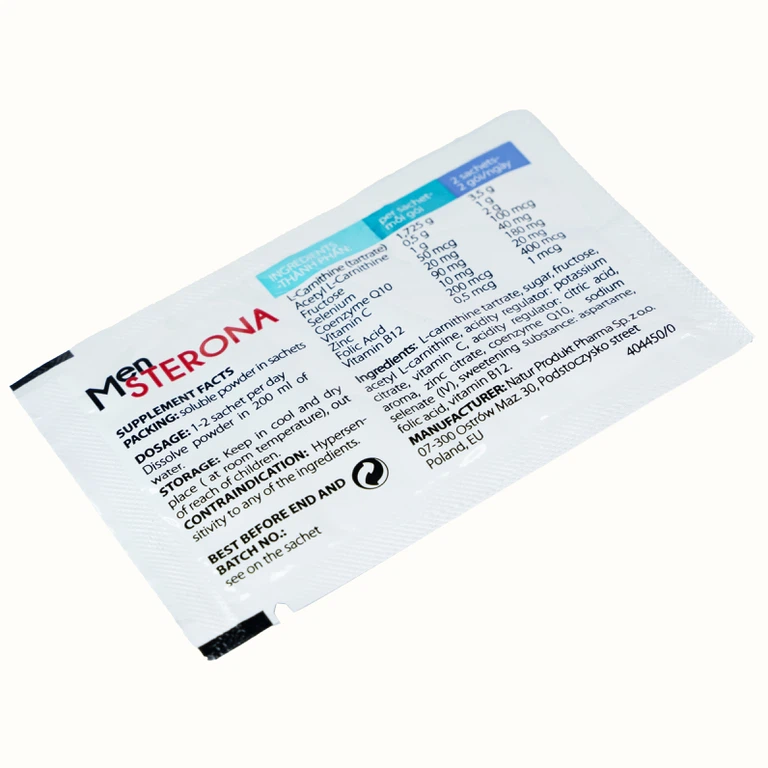 Men
STERONA
SUPPLEMENT FACTS
PACKING: soluble powder in sachets
DOSAGE: 1-2 sachet per day
Dissolve powder in 200 ml of
water.
STORAGE: Keep in cool and dry
place ( at room temperature), out
of reach of children.
CONTRAINDICATION: Hypersen-
sitivity to any of the ingredients.
BEST BEFORE END AND
BATCH NO.:
see on the sachet
INGREDIENTS
-THÀNH PHẦN: per sachet-
mỗi gói 2 sachets-
2 gói/ngày
L-Carnithine (tartrate) 1,725 g 3,5 g
Acetyl L-Carnithine 0,5 g 1 g
Fructose 1 g 2 g
Selenium 50 mcg 100 mcg
Coenzyme Q10 20 mg 40 mg
Vitamin C 90 mg 180 mg
Zinc 10 mg 20 mg
Folic Acid 200 mcg 400 mcg
Vitamin B12 0.5 mcg 1 mcg
Ingredients: L-carnithine tartrate, sugar, fructose,
acetyl L-carnithine, acidity regulator: potassium
citrate, vitamin C, acidity regulator: citric acid,
aroma, zinc citrate, coenzyme Q10, sodium
selenate (IV), sweetening substance: aspartame,
folic acid, vitamin B12.
MANUFACTURER: Natur Produkt Pharma Sp. z.o.o.
07-300 Ostrów Maz 30, Podstoczysko street
Poland, EU
404450/0